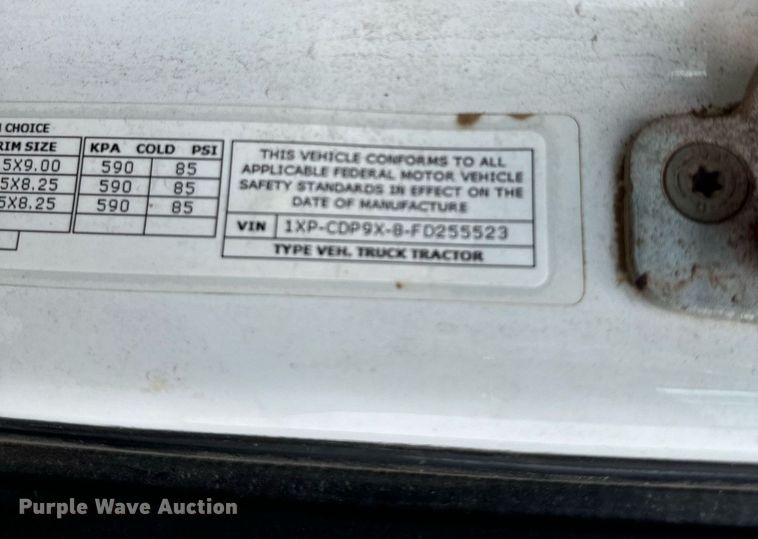 CHOICE
RIM SIZE KPA COLD PSI
5X9.00 590 85
5X8.25 590 85
5X8.25 590 85
THIS VEHICLE CONFORMS TO ALL
APPLICABLE FEDERAL MOTOR VEHICLE
SAFETY STANDARDS IN EFFECT ON THE
DATE OF MANUFACTURE
VIN 1XP-CDP9X-8-FD255523
TYPE VEH. TRUCK TRACTOR
Purple Wave Auction